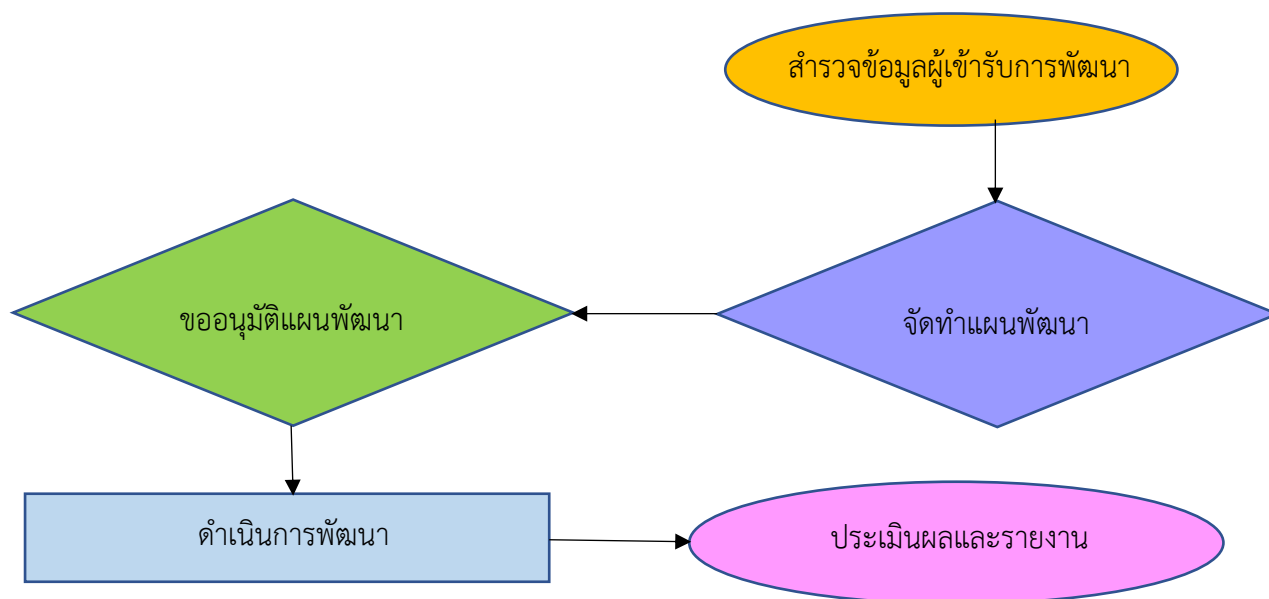 สำรวจข้อมูลผู้เข้ารับการพัฒนา
จัดทำแผนพัฒนา
ขออนุมัติแผนพัฒนา
ดำเนินการพัฒนา
ประเมินผลและรายงาน